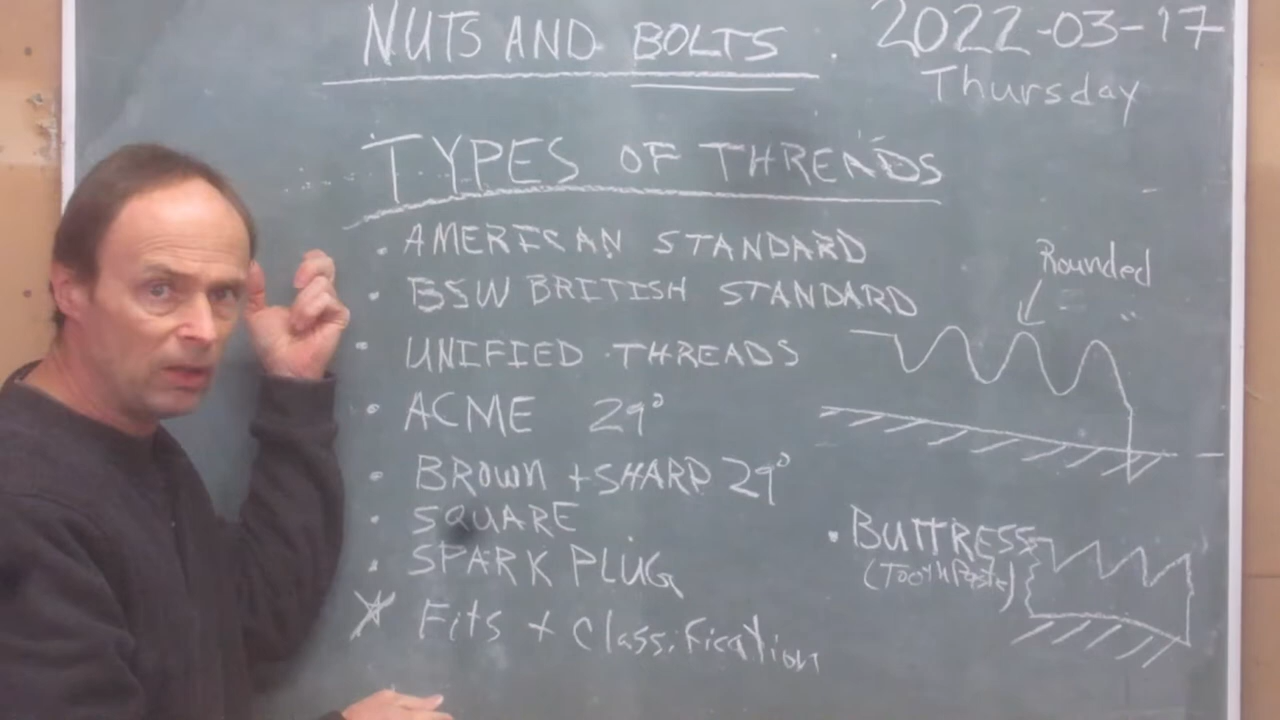 NUTS AND BOLTS
2022-03-17
Thursday
TYPES OF THREADS
• AMERICAN STANDARD
• BSW BRITISH STANDARD
• UNIFIED THREADS
• ACME 29°
• BROWN + SHARP 29°
• SQUARE
• SPARK PLUG
* Fits + Classification
Rounded
• BUTTRESS
(Tooth Paste)